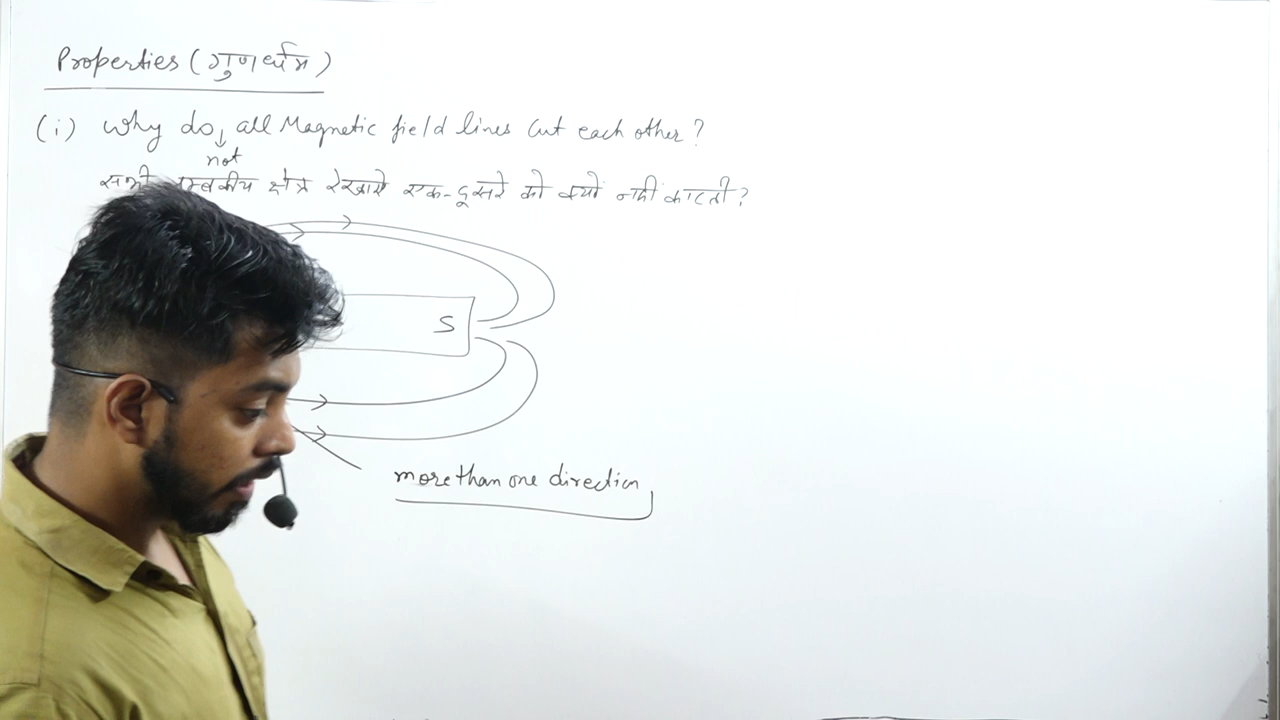 Properties (गुणधर्म)
(i) why do all Magnetic field lines cut each other?
not
सभी चुम्बकीय क्षेत्र रेखाये एक-दूसरे को क्यों नही काटती?
S
more than one direction